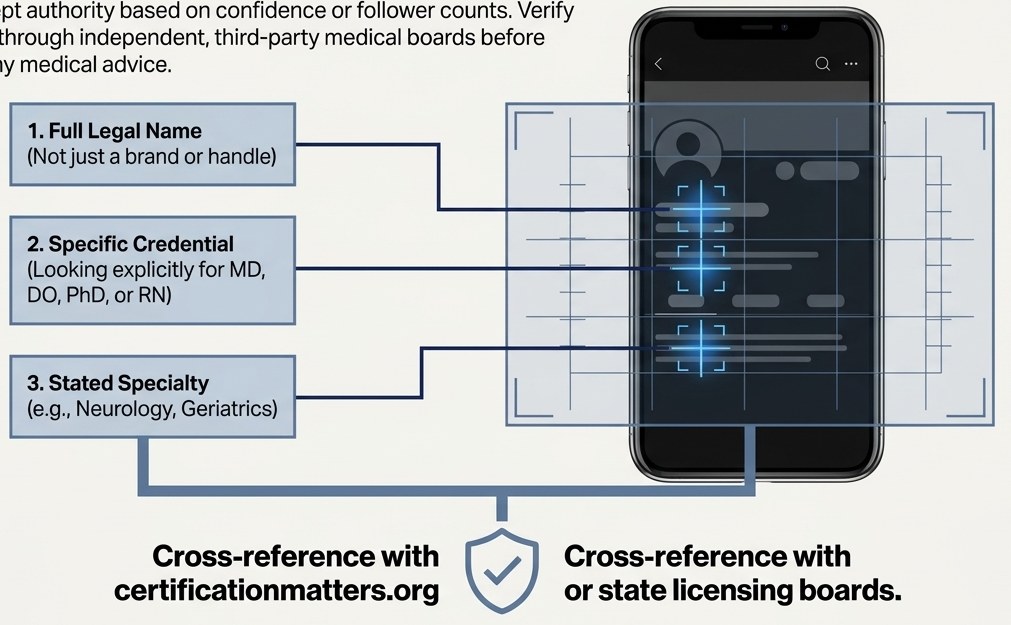 ept authority based on confidence or follower counts. Verify
through independent, third-party medical boards before
ny medical advice.
1. Full Legal Name
(Not just a brand or handle)
2. Specific Credential
(Looking explicitly for MD,
DO, PhD, or RN)
3. Stated Specialty
(e.g., Neurology, Geriatrics)
Cross-reference with
certificationmatters.org
Cross-reference with
or state licensing boards.